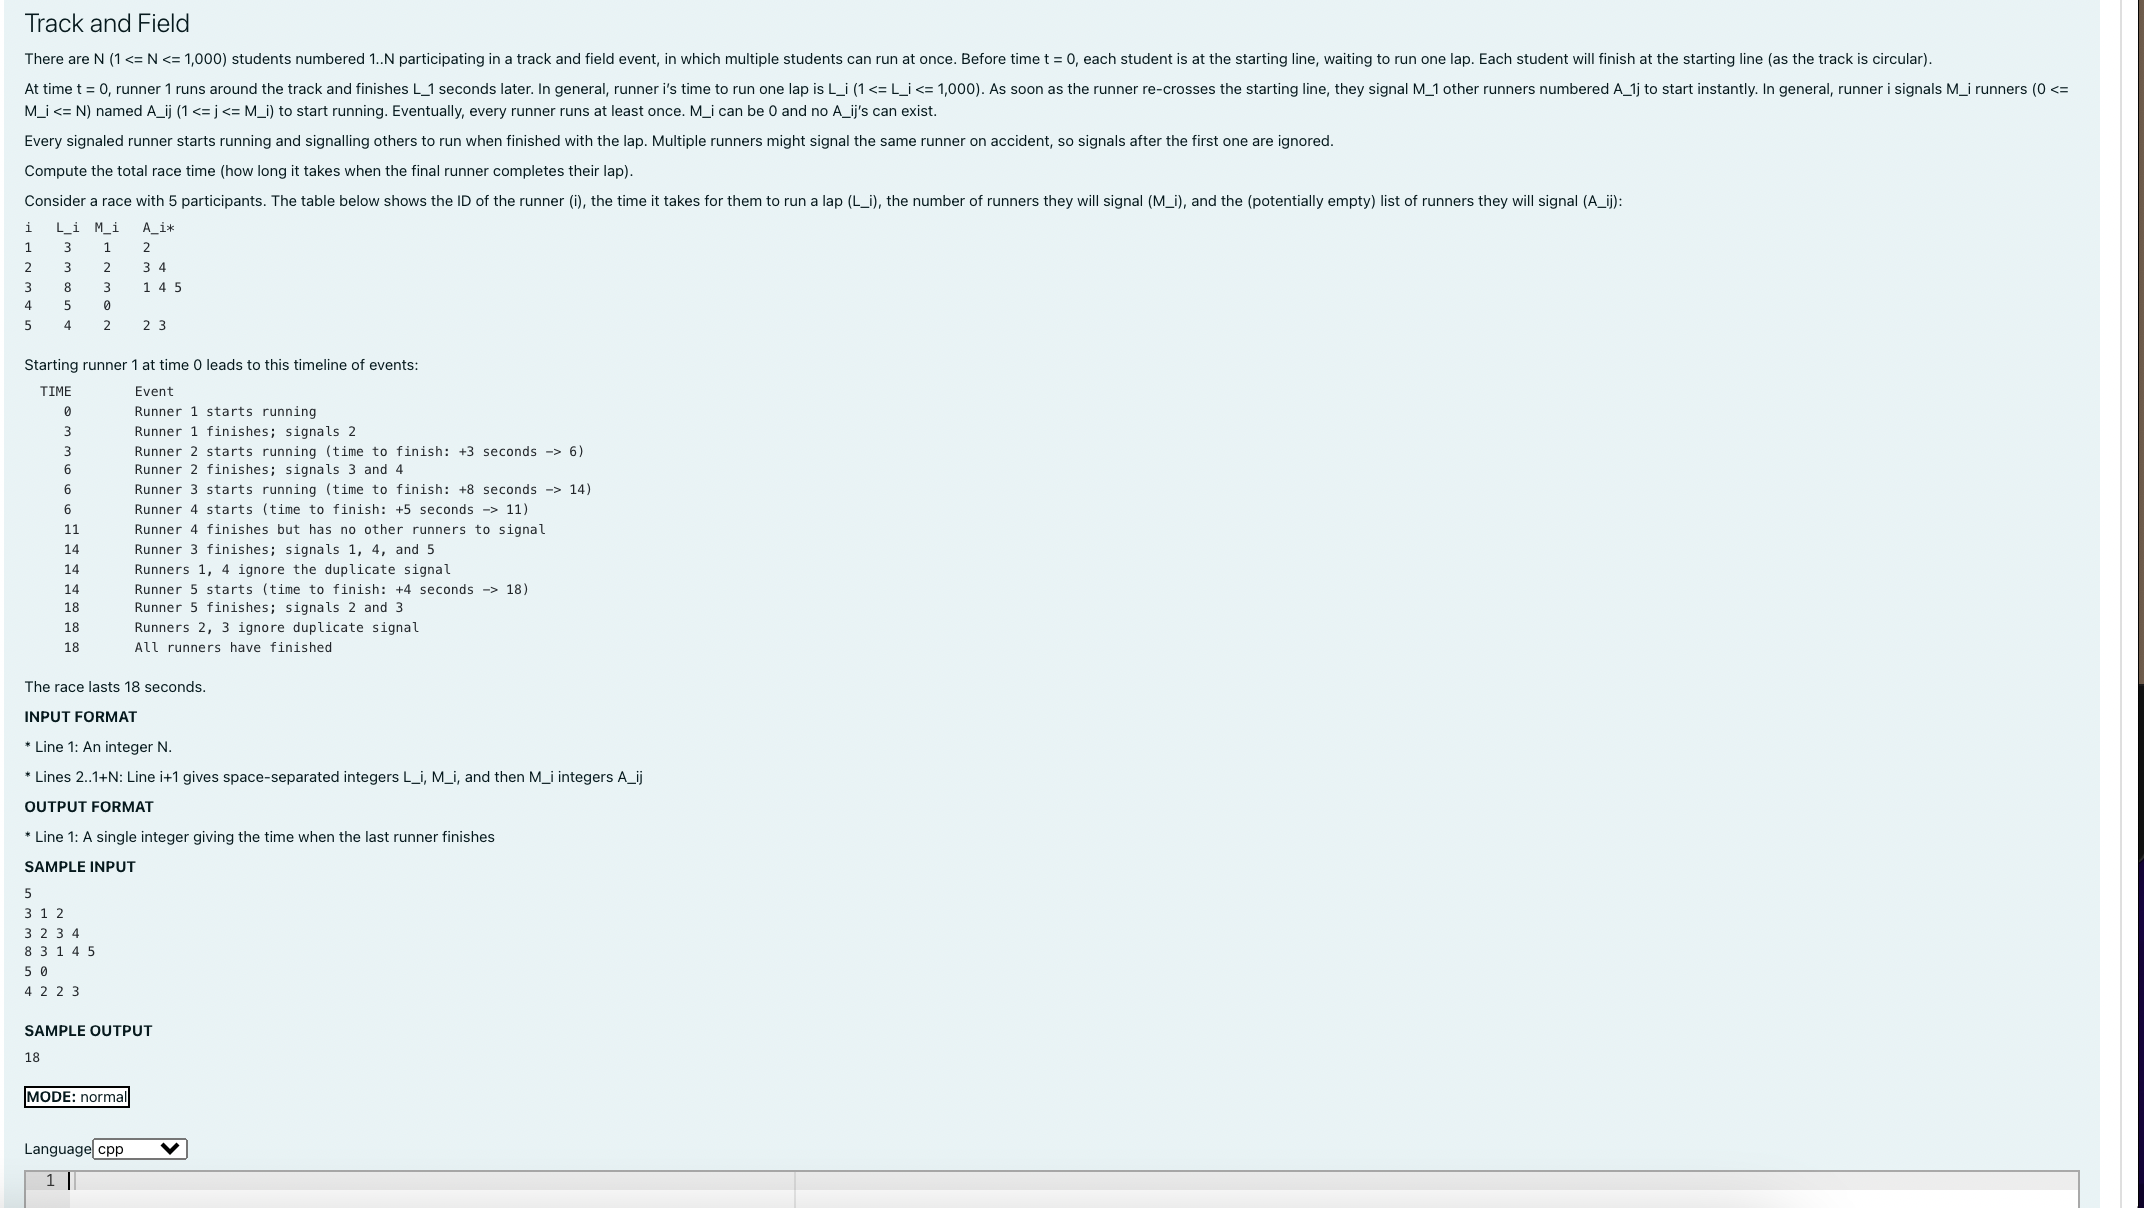 Track and Field
There are N (1 <= N <= 1,000) students numbered 1..N participating in a track and field event, in which multiple students can run at once. Before time t = 0, each student is at the starting line, waiting to run one lap. Each student will finish at the starting line (as the track is circular).
At time t = 0, runner 1 runs around the track and finishes L_1 seconds later. In general, runner i's time to run one lap is L_i (1 <= L_i <= 1,000). As soon as the runner re-crosses the starting line, they signal M_1 other runners numbered A_1j to start instantly. In general, runner i signals M_i runners (0 <=
M_i <= N) named A_ij (1 <= j <= M_i) to start running. Eventually, every runner runs at least once. M_i can be 0 and no A_ij's can exist.
Every signaled runner starts running and signalling others to run when finished with the lap. Multiple runners might signal the same runner on accident, so signals after the first one are ignored.
Compute the total race time (how long it takes when the final runner completes their lap).
Consider a race with 5 participants. The table below shows the ID of the runner (i), the time it takes for them to run a lap (L_i), the number of runners they will signal (M_i), and the (potentially empty) list of runners they will signal (A_ij):
i L_i M_i A_i*
1 3 1 2
2 3 2 3 4
3 8 3 1 4 5
4 5 0
5 4 2 2 3
Starting runner 1 at time 0 leads to this timeline of events:
TIME Event
0 Runner 1 starts running
3 Runner 1 finishes; signals 2
3 Runner 2 starts running (time to finish: +3 seconds -> 6)
6 Runner 2 finishes; signals 3 and 4
6 Runner 3 starts running (time to finish: +8 seconds -> 14)
6 Runner 4 starts (time to finish: +5 seconds -> 11)
11 Runner 4 finishes but has no other runners to signal
14 Runner 3 finishes; signals 1, 4, and 5
14 Runners 1, 4 ignore the duplicate signal
14 Runner 5 starts (time to finish: +4 seconds -> 18)
18 Runner 5 finishes; signals 2 and 3
18 Runners 2, 3 ignore duplicate signal
18 All runners have finished
The race lasts 18 seconds.
INPUT FORMAT
* Line 1: An integer N.
* Lines 2..1+N: Line i+1 gives space-separated integers L_i, M_i, and then M_i integers A_ij
OUTPUT FORMAT
* Line 1: A single integer giving the time when the last runner finishes
SAMPLE INPUT
5
3 1 2
3 2 3 4
8 3 1 4 5
5 0
4 2 2 3
SAMPLE OUTPUT
18
MODE: normal
Language cpp
1